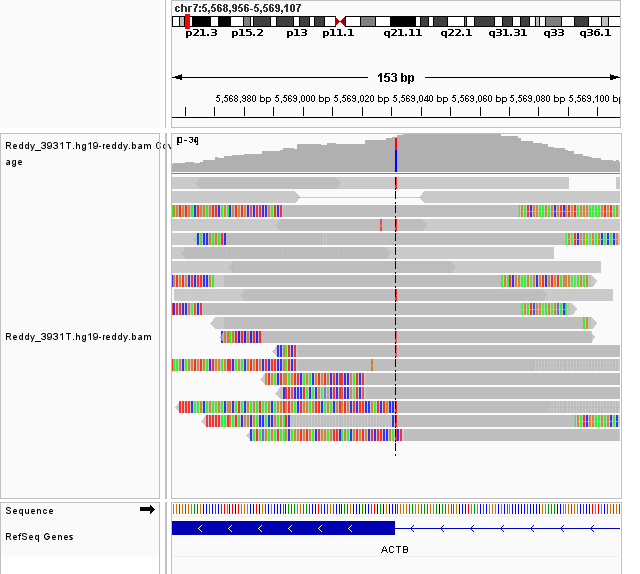 chr7:5,568,956-5,569,107
p21.3 p15.2 p13 p11.1 q21.11 q22.1 q31.31 q33 q36.1
153 bp
5,568,980 bp 5,569,000 bp 5,569,020 bp 5,569,040 bp 5,569,060 bp 5,569,080 bp 5,569,100 bp
Reddy_3931T.hg19-reddy.bam Cov
age
Reddy_3931T.hg19-reddy.bam
Sequence
RefSeq Genes
ACTB